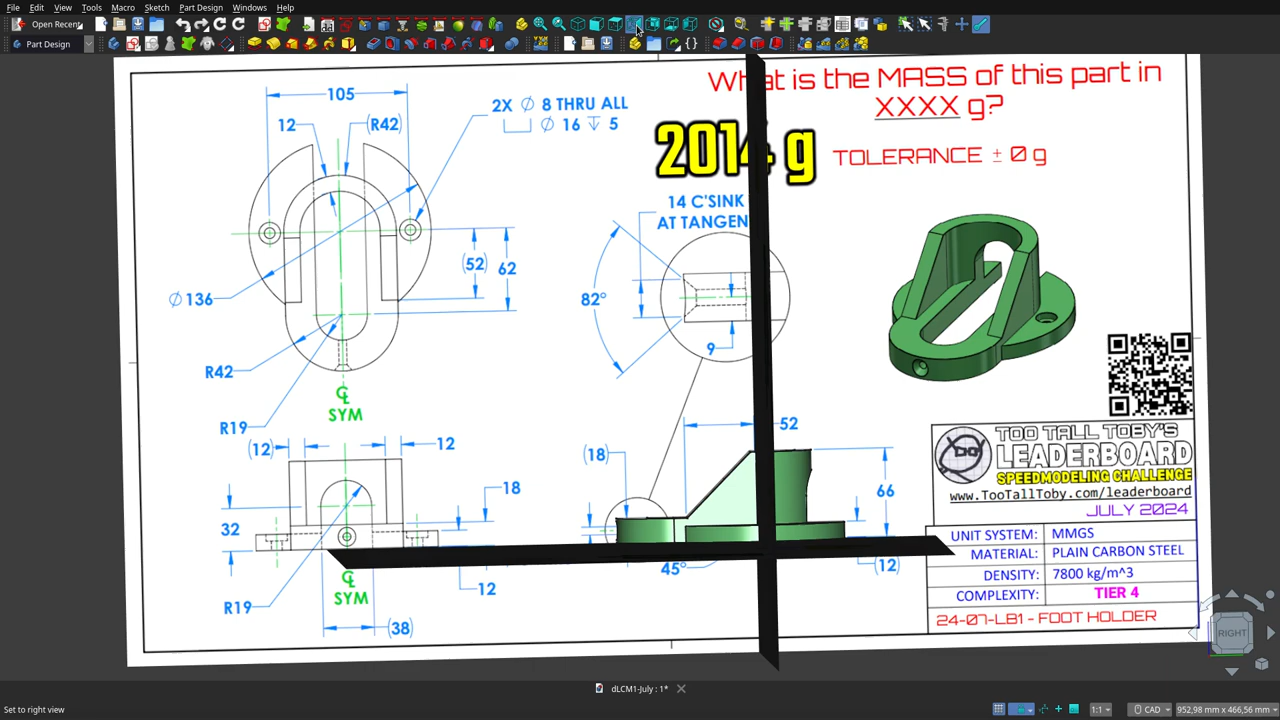 File Edit View Tools Macro Sketch Part Design Windows Help
Open Recent
1:1
Part Design
What is the MASS of this part in
XXXX g?
2014 g
TOLERANCE ± 0 g
105
12
(R42)
2X ∅ 8 THRU ALL
⌴ ∅ 16 ↧ 5
14 C'SINK
AT TANGEN
(52)
62
∅ 136
82°
9
R42
R19
℄
SYM
(12)
12
52
(18)
18
66
32
R19
℄
SYM
12
45°
(12)
(38)
TOO TALL TOBY'S
LEADERBOARD
SPEEDMODELING CHALLENGE
www.TooTallToby.com/leaderboard
JULY 2024
UNIT SYSTEM: MMGS
MATERIAL: PLAIN CARBON STEEL
DENSITY: 7800 kg/m^3
COMPLEXITY: TIER 4
24-07-LB1 - FOOT HOLDER
RIGHT
dLCM1-July : 1*
Set to right view
1:1
CAD
952,98 mm x 466,56 mm